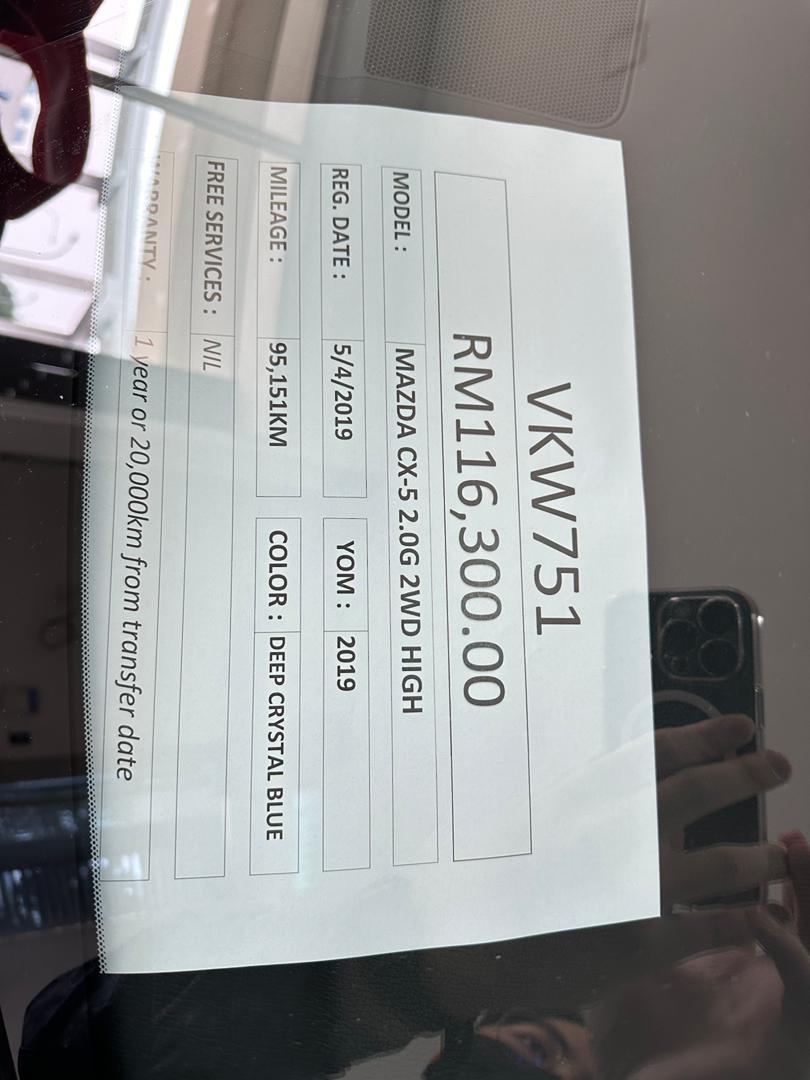 VKW751
RM116,300.00
MODEL : MAZDA CX-5 2.0G 2WD HIGH
REG. DATE : 5/4/2019 YOM : 2019
MILEAGE : 95,151KM COLOR : DEEP CRYSTAL BLUE
FREE SERVICES : NIL
WARRANTY : 1 year or 20,000km from transfer date